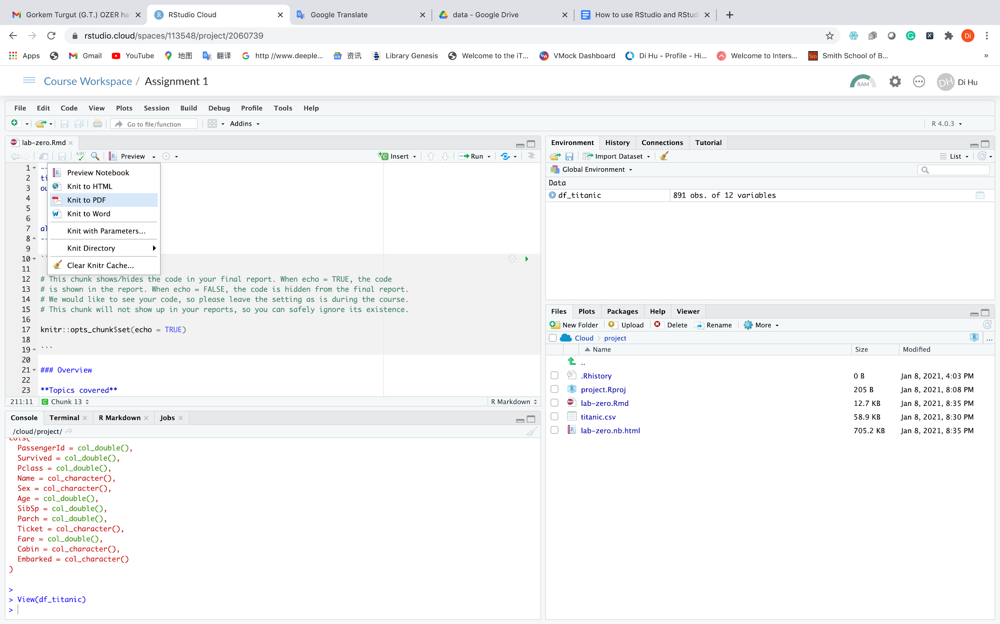 Gorkem Turgut (G.T.) OZER ha
RStudio Cloud
Google Translate
data - Google Drive
How to use RStudio and RStudi
rstudio.cloud/spaces/113548/project/2060739
Di
Apps
Gmail
YouTube
地图
翻译
http://www.deeple...
资讯
Library Genesis
Welcome to the iT...
VMock Dashboard
Di Hu - Profile - Hi...
Welcome to Inters...
Smith School of B...
»
Course Workspace / Assignment 1
RAM
DH
Di Hu
File Edit Code View Plots Session Build Debug Profile Tools Help
Go to file/function
Addins
R 4.0.3
lab-zero.Rmd
ABC
Preview
Insert
Run
1 --
2 ti
3 ou
4
5
6
7 al
8 --
9
10 ``
11
Preview Notebook
Knit to HTML
Knit to PDF
Knit to Word
Knit with Parameters...
Knit Directory
Clear Knitr Cache...
12 # This chunk shows/hides the code in your final report. When echo = TRUE, the code
13 # is shown in the report. When echo = FALSE, the code is hidden from the final report.
14 # We would like to see your code, so please leave the setting as is during the course.
15 # This chunk will not show up in your reports, so you can safely ignore its existence.
16
17 knitr::opts_chunk$set(echo = TRUE)
18
19 ```
20
21 ### Overview
22
23 **Topics covered**
211:11
Chunk 13
R Markdown
Console Terminal R Markdown Jobs
/cloud/project/
cols(
PassengerId = col_double(),
Survived = col_double(),
Pclass = col_double(),
Name = col_character(),
Sex = col_character(),
Age = col_double(),
SibSp = col_double(),
Parch = col_double(),
Ticket = col_character(),
Fare = col_double(),
Cabin = col_character(),
Embarked = col_character()
)
>
> View(df_titanic)
>
Environment History Connections Tutorial
Import Dataset
List
Global Environment
Data
df_titanic 891 obs. of 12 variables
Files Plots Packages Help Viewer
New Folder Upload Delete Rename More
Cloud > project
...
Name Size Modified
..
.Rhistory 0 B Jan 8, 2021, 4:03 PM
project.Rproj 205 B Jan 8, 2021, 8:08 PM
lab-zero.Rmd 12.7 KB Jan 8, 2021, 8:35 PM
titanic.csv 58.9 KB Jan 8, 2021, 8:30 PM
lab-zero.nb.html 705.2 KB Jan 8, 2021, 8:35 PM